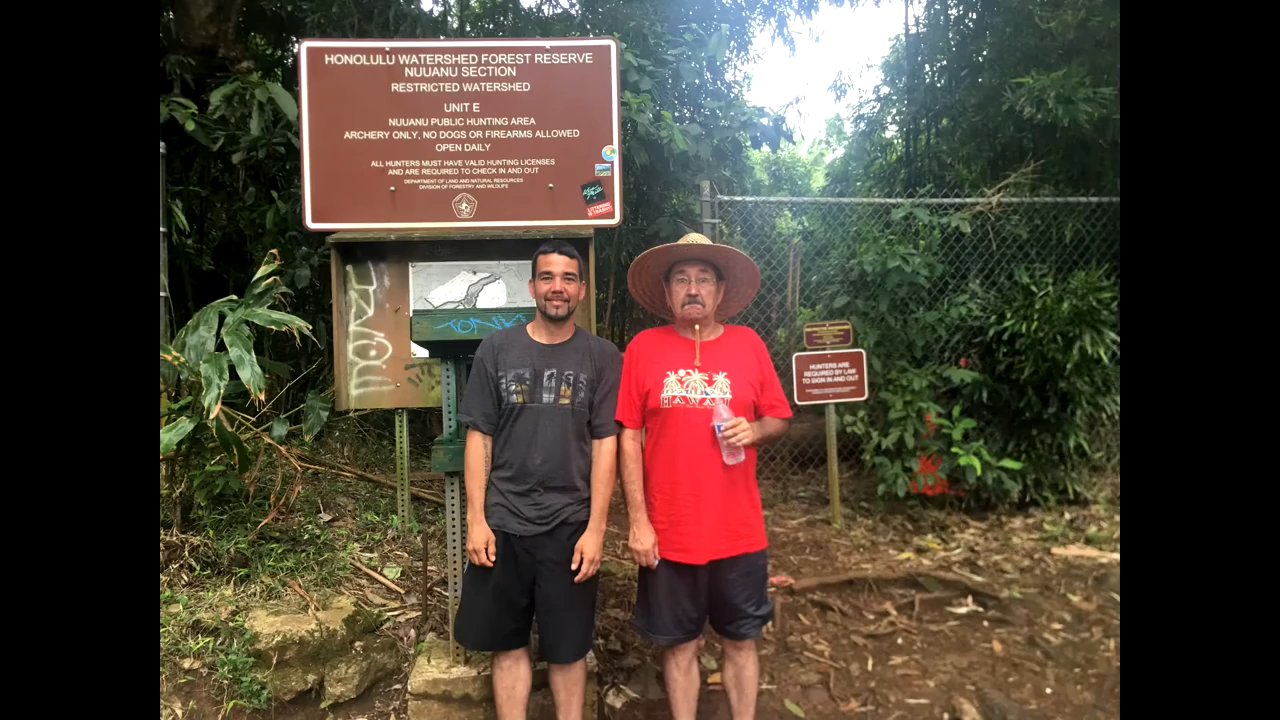 HONOLULU WATERSHED FOREST RESERVE
NUUANU SECTION
RESTRICTED WATERSHED
UNIT E
NUUANU PUBLIC HUNTING AREA
ARCHERY ONLY, NO DOGS OR FIREARMS ALLOWED
OPEN DAILY
ALL HUNTERS MUST HAVE VALID HUNTING LICENSES
AND ARE REQUIRED TO CHECK IN AND OUT
DEPARTMENT OF LAND AND NATURAL RESOURCES
DIVISION OF FORESTRY AND WILDLIFE
HAWAII
HUNTERS ARE
REQUIRED BY LAW
TO SIGN IN AND OUT